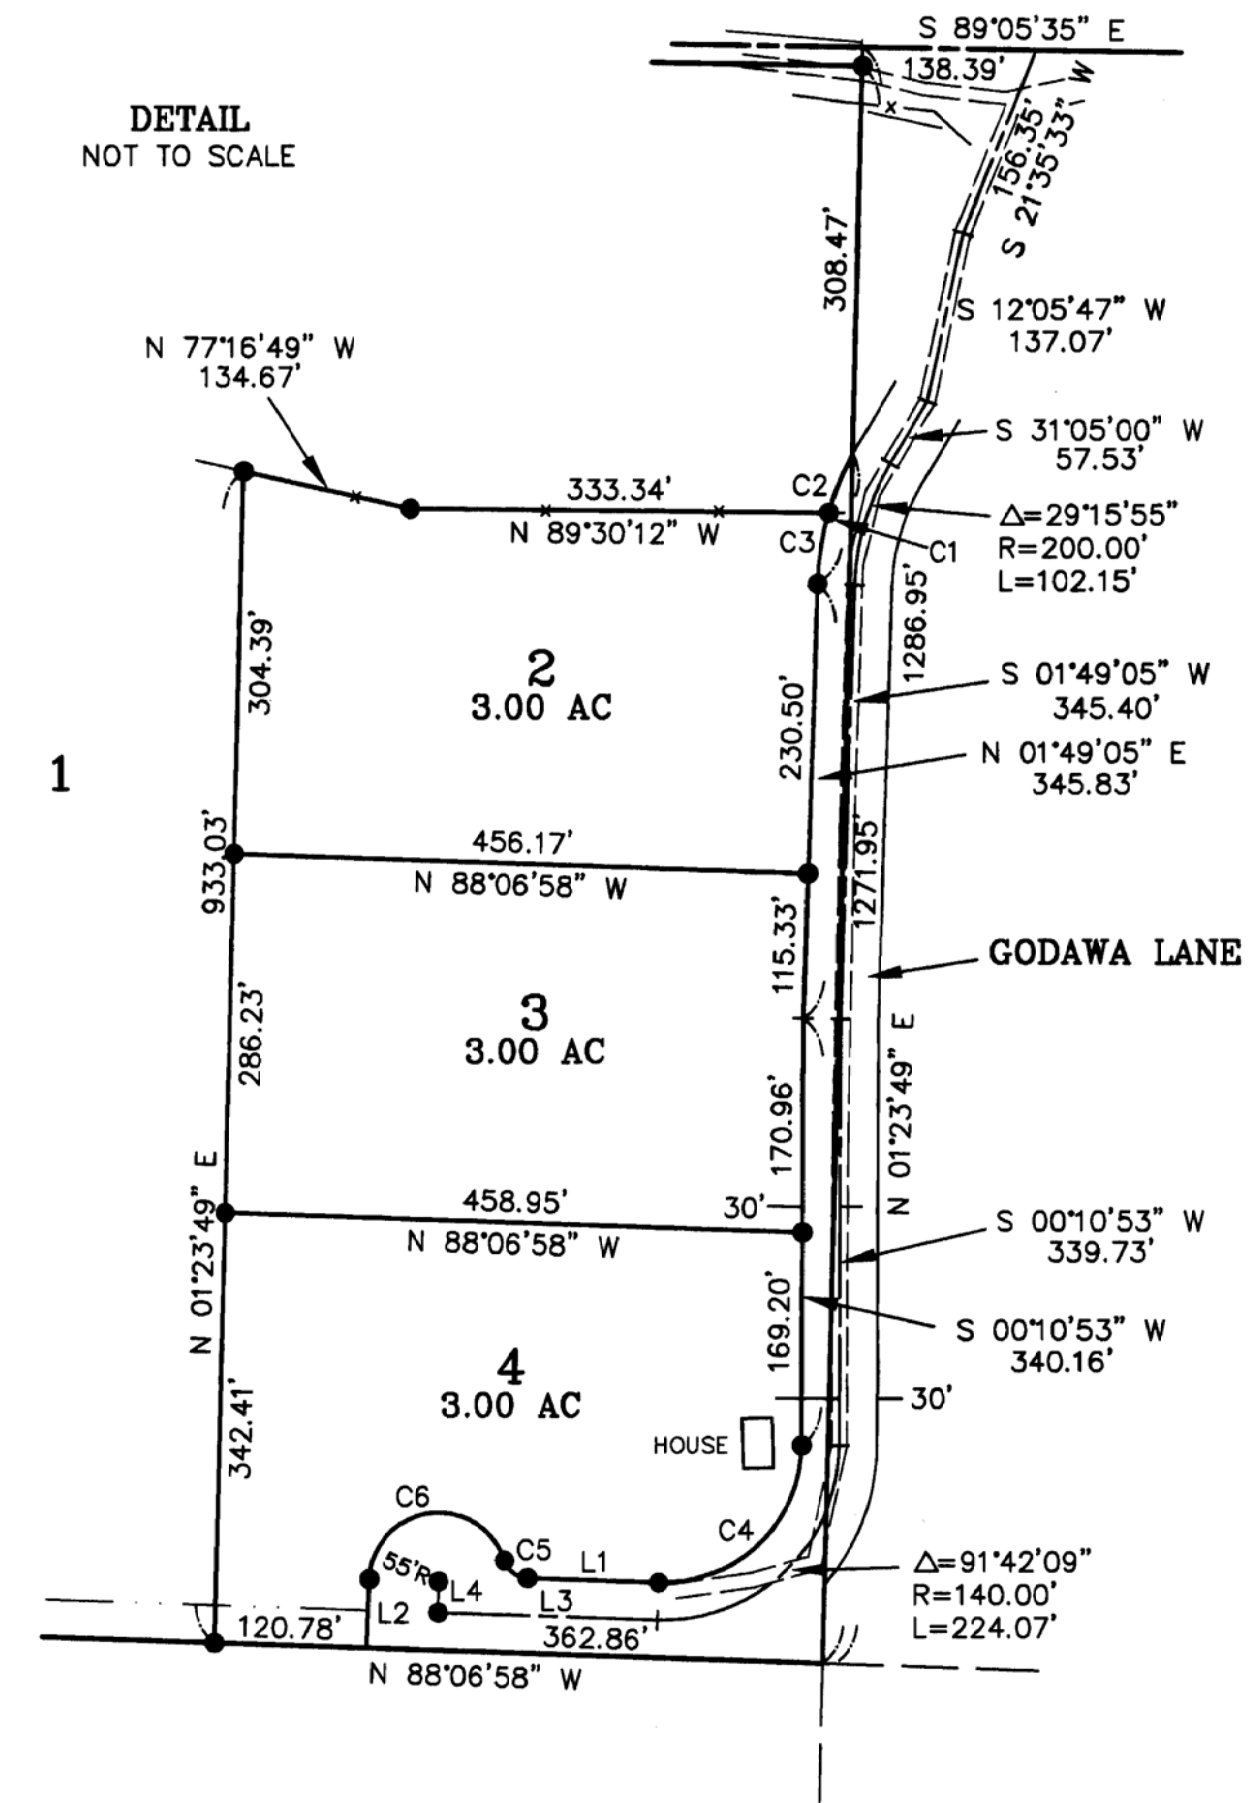 S 89°05'35" E
138.39'
DETAIL
NOT TO SCALE
156.35'
S 21°35'33" W
308.47'
S 12°05'47" W
137.07'
N 77°16'49" W
134.67'
S 31°05'00" W
57.53'
333.34'
N 89°30'12" W
C2
C3
C1
Δ=29°15'55"
R=200.00'
L=102.15'
1286.95'
304.39'
2
3.00 AC
230.50'
S 01°49'05" W
345.40'
N 01°49'05" E
345.83'
1
933.03'
456.17'
N 88°06'58" W
1271.95'
115.33'
GODAWA LANE
286.23'
3
3.00 AC
170.96'
N 01°23'49" E
N 01°23'49" E
458.95'
N 88°06'58" W
30'
S 00°10'53" W
339.73'
169.20'
S 00°10'53" W
340.16'
4
3.00 AC
30'
342.41'
HOUSE
C6
C5
C4
L1
55'R
L4
L3
L2
Δ=91°42'09"
R=140.00'
L=224.07'
120.78'
362.86'
N 88°06'58" W